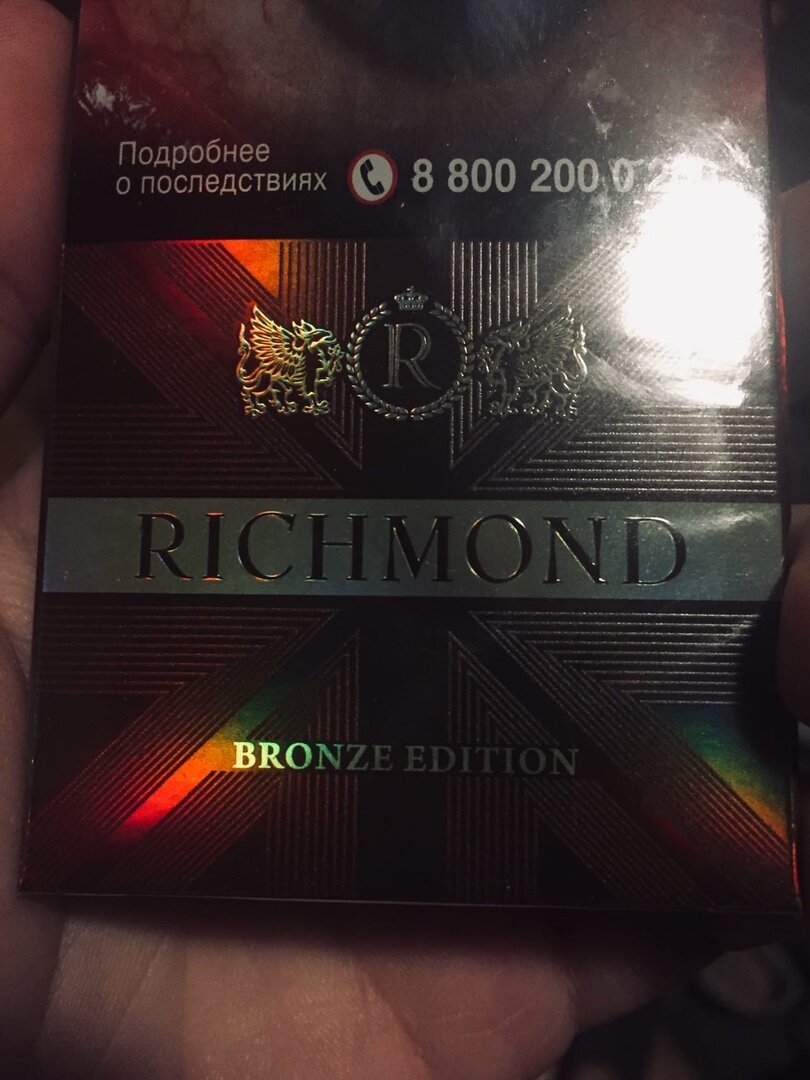 Подробнее
о последствиях 8 800 200 0
R
RICHMOND
BRONZE EDITION